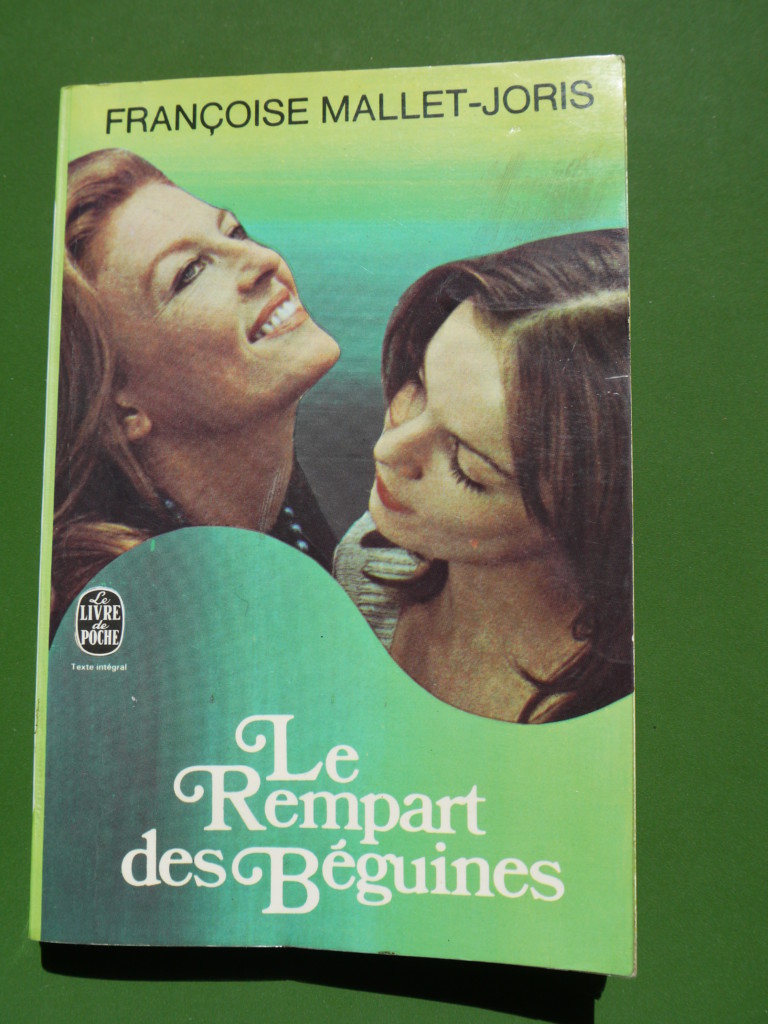 FRANÇOISE MALLET-JORIS
Le
LIVRE
de
POCHE
Texte intégral
Le
Rempart
des Béguines